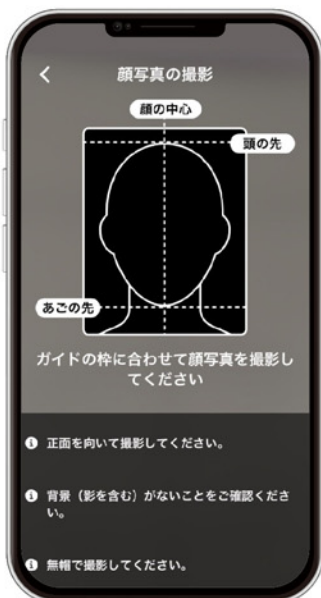 顔写真の撮影
顔の中心
頭の先
あごの先
ガイドの枠に合わせて顔写真を撮影し
てください
正面を向いて撮影してください。
背景（影を含む）がないことをご確認くださ
い。
無帽で撮影してください。